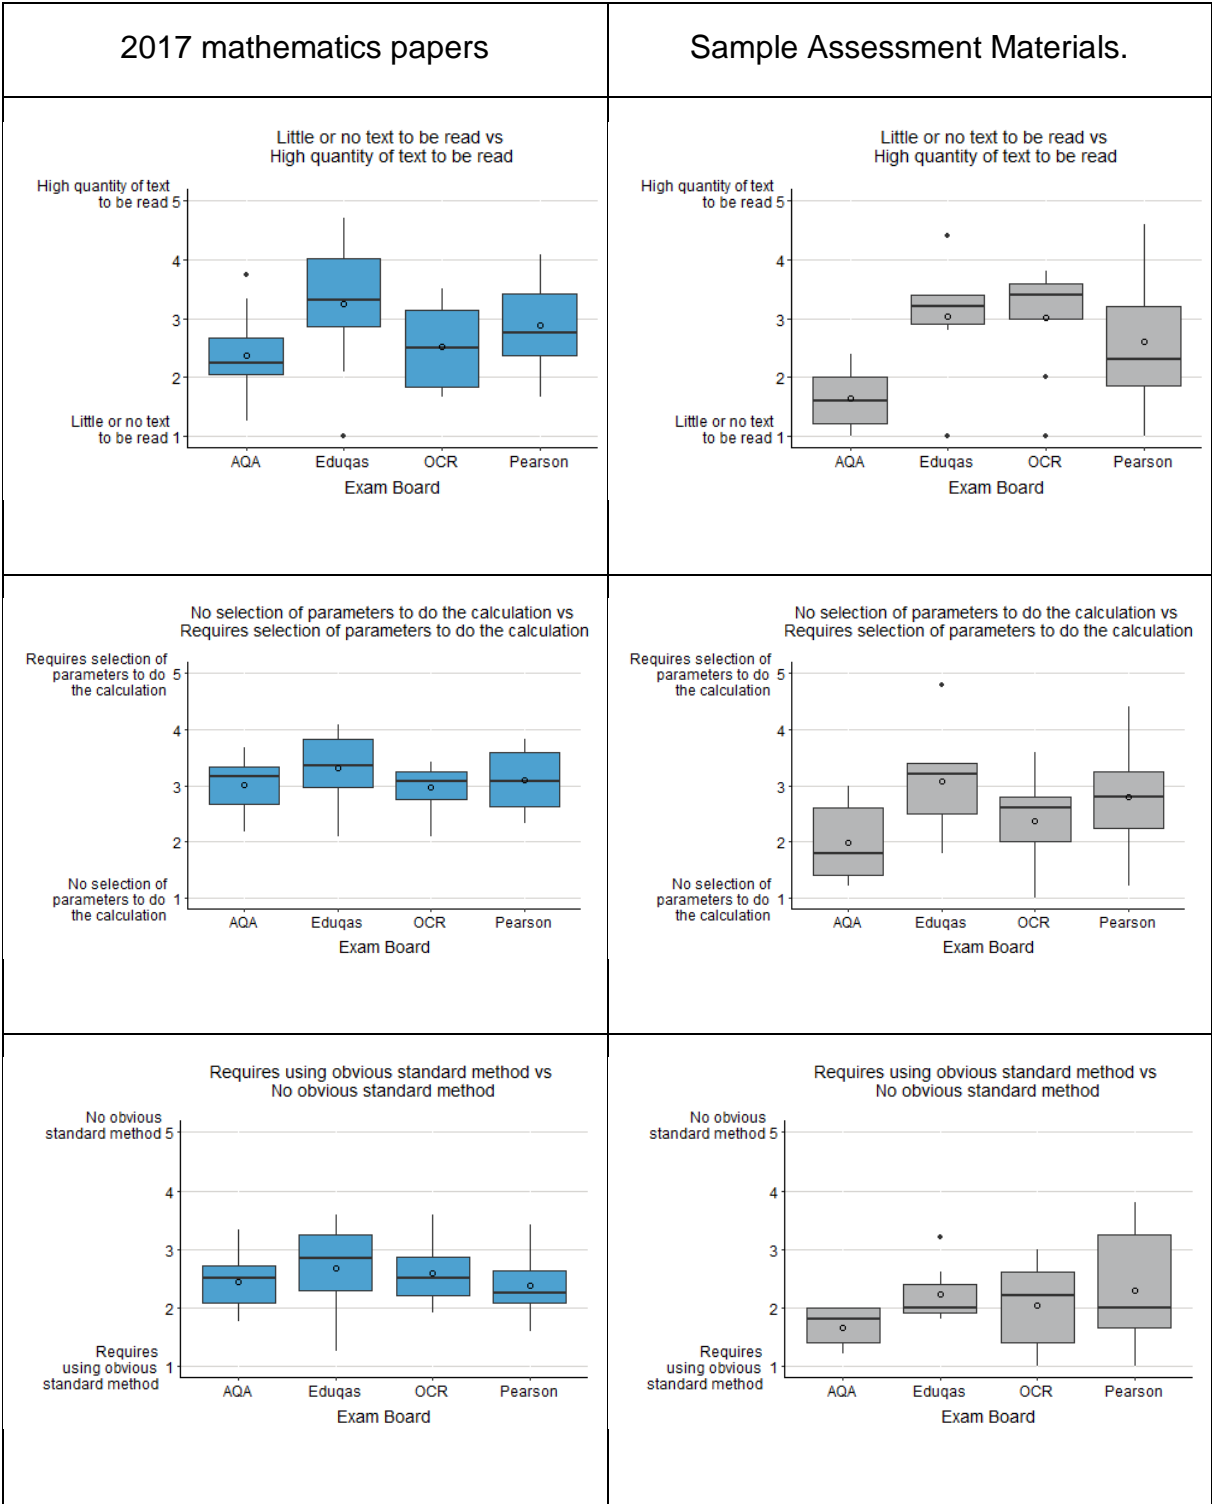 2017 mathematics papers
Sample Assessment Materials.
Little or no text to be read vs
High quantity of text to be read
High quantity of text
to be read 5
4
3
2
Little or no text
to be read 1
AQA Eduqas OCR Pearson
Exam Board
Little or no text to be read vs
High quantity of text to be read
High quantity of text
to be read 5
4
3
2
Little or no text
to be read 1
AQA Eduqas OCR Pearson
Exam Board
No selection of parameters to do the calculation vs
Requires selection of parameters to do the calculation
Requires selection of
parameters to do 5
the calculation
4
3
2
No selection of
parameters to do 1
the calculation
AQA Eduqas OCR Pearson
Exam Board
No selection of parameters to do the calculation vs
Requires selection of parameters to do the calculation
Requires selection of
parameters to do 5
the calculation
4
3
2
No selection of
parameters to do 1
the calculation
AQA Eduqas OCR Pearson
Exam Board
Requires using obvious standard method vs
No obvious standard method
No obvious
standard method 5
4
3
2
Requires
using obvious 1
standard method
AQA Eduqas OCR Pearson
Exam Board
Requires using obvious standard method vs
No obvious standard method
No obvious
standard method 5
4
3
2
Requires
using obvious 1
standard method
AQA Eduqas OCR Pearson
Exam Board